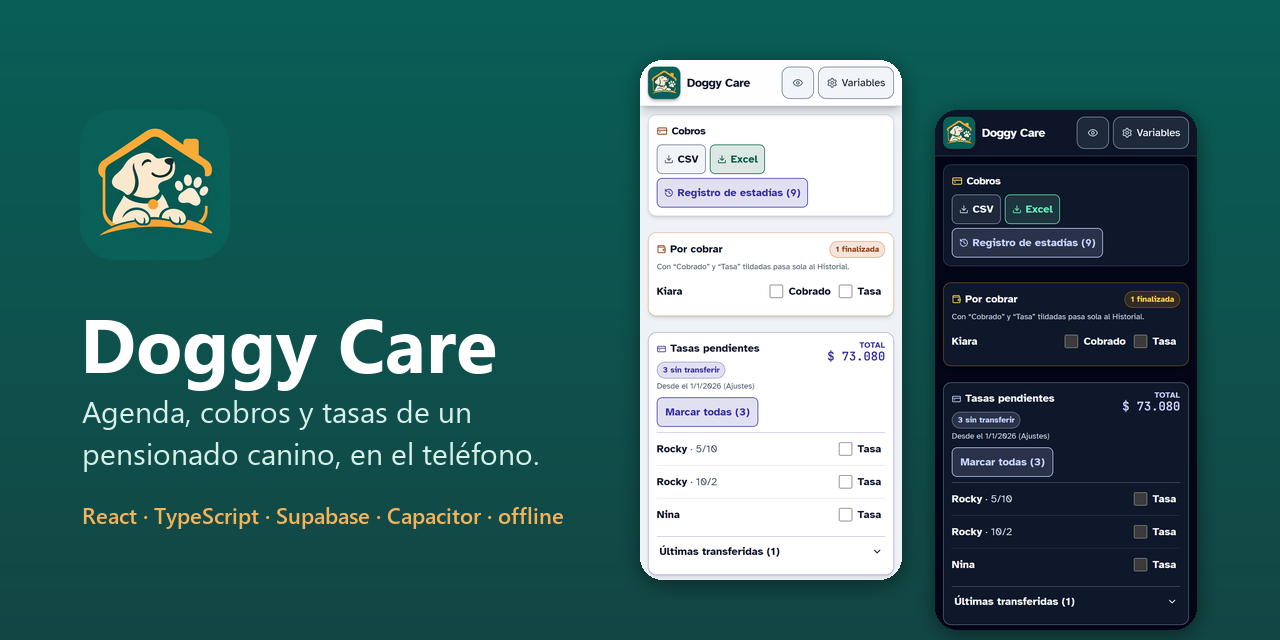 Doggy Care
Agenda, cobros y tasas de un
pensionado canino, en el teléfono.
React · TypeScript · Supabase · Capacitor · offline
Doggy Care
Variables
Cobros
CSV
Excel
Registro de estadías (9)
Por cobrar
1 finalizada
Con “Cobrado” y “Tasa” tildadas pasa sola al Historial.
Kiara
Cobrado
Tasa
Tasas pendientes
TOTAL
$ 73.080
3 sin transferir
Desde el 1/1/2026 (Ajustes)
Marcar todas (3)
Rocky · 5/10
Tasa
Rocky · 10/2
Tasa
Nina
Tasa
Últimas transferidas (1)
Doggy Care
Variables
Cobros
CSV
Excel
Registro de estadías (9)
Por cobrar
1 finalizada
Con “Cobrado” y “Tasa” tildadas pasa sola al Historial.
Kiara
Cobrado
Tasa
Tasas pendientes
TOTAL
$ 73.080
3 sin transferir
Desde el 1/1/2026 (Ajustes)
Marcar todas (3)
Rocky · 5/10
Tasa
Rocky · 10/2
Tasa
Nina
Tasa
Últimas transferidas (1)